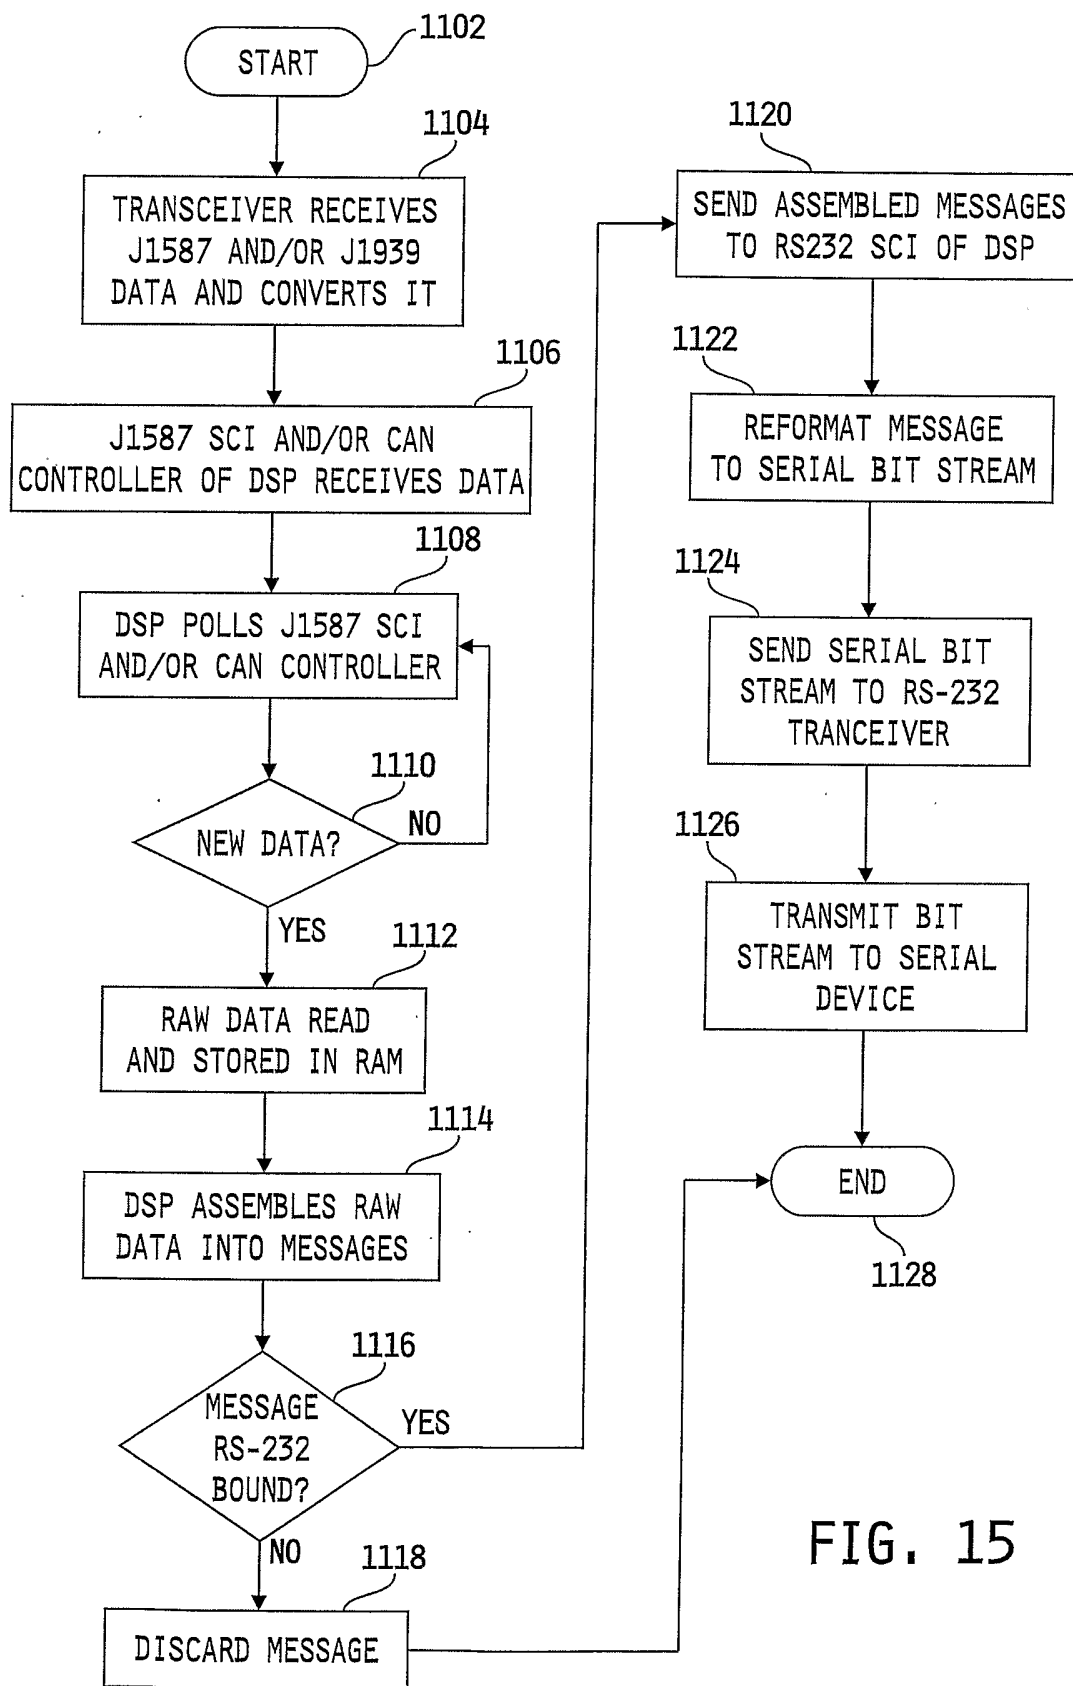 1102
START
1104
TRANSCEIVER RECEIVES
J1587 AND/OR J1939
DATA AND CONVERTS IT
1106
J1587 SCI AND/OR CAN
CONTROLLER OF DSP RECEIVES DATA
1108
DSP POLLS J1587 SCI
AND/OR CAN CONTROLLER
1110
NEW DATA?
NO
YES
1112
RAW DATA READ
AND STORED IN RAM
1114
DSP ASSEMBLES RAW
DATA INTO MESSAGES
1116
MESSAGE
RS-232
BOUND?
YES
NO
1118
DISCARD MESSAGE
1120
SEND ASSEMBLED MESSAGES
TO RS232 SCI OF DSP
1122
REFORMAT MESSAGE
TO SERIAL BIT STREAM
1124
SEND SERIAL BIT
STREAM TO RS-232
TRANCEIVER
1126
TRANSMIT BIT
STREAM TO SERIAL
DEVICE
END
1128
FIG. 15